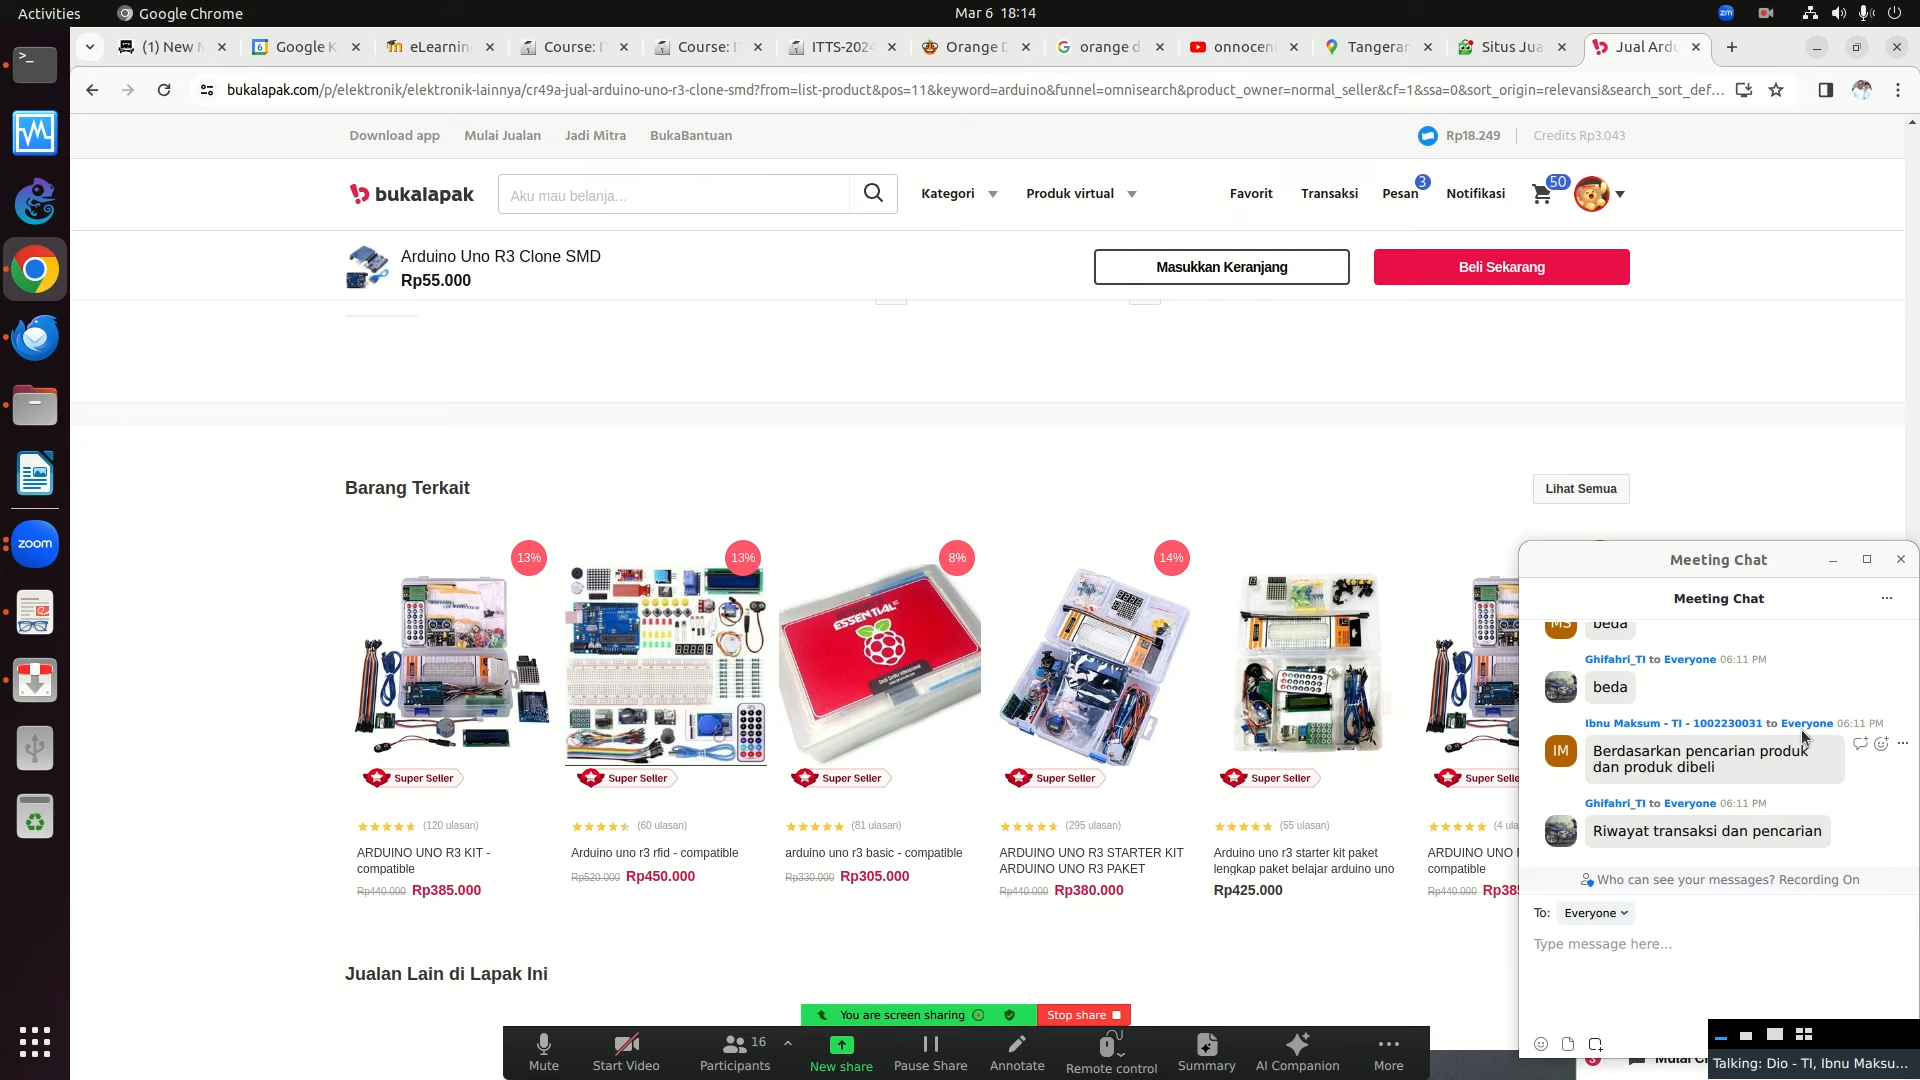 Activities
Google Chrome
Mar 6 18:14
zm
(1) New
Google K
eLearning
Course: I
Course: I
ITTS-2024
Orange D
orange d
onnocen
Tangeran
Situs Jua
Jual Ardu
bukalapak.com/p/elektronik/elektronik-lainnya/cr49a-jual-arduino-uno-r3-clone-smd?from=list-product&pos=11&keyword=arduino&funnel=omnisearch&product_owner=normal_seller&cf=1&ssa=0&sort_origin=relevansi&search_sort_def...
Download app
Mulai Jualan
Jadi Mitra
BukaBantuan
Rp18.249
Credits Rp3.043
bukalapak
Aku mau belanja...
Kategori
Produk virtual
Favorit
Transaksi
Pesan
3
Notifikasi
50
Arduino Uno R3 Clone SMD
Rp55.000
Masukkan Keranjang
Beli Sekarang
Barang Terkait
Lihat Semua
13%
13%
8%
14%
ESSENTIAL
Super Seller
Super Seller
Super Seller
Super Seller
Super Seller
Super Selle
(120 ulasan)
(60 ulasan)
(81 ulasan)
(295 ulasan)
(55 ulasan)
(4 ula
ARDUINO UNO R3 KIT -
compatible
Rp440.000 Rp385.000
Arduino uno r3 rfid - compatible
Rp520.000 Rp450.000
arduino uno r3 basic - compatible
Rp330.000 Rp305.000
ARDUINO UNO R3 STARTER KIT
ARDUINO UNO R3 PAKET
Rp440.000 Rp380.000
Arduino uno r3 starter kit paket
lengkap paket belajar arduino uno
Rp425.000
ARDUINO UNO
compatible
Rp440.000 Rp385
Jualan Lain di Lapak Ini
Meeting Chat
Meeting Chat
MS
beda
Ghifahri_TI to Everyone 06:11 PM
beda
Ibnu Maksum - TI - 1002230031 to Everyone 06:11 PM
IM
Berdasarkan pencarian produk
dan produk dibeli
Ghifahri_TI to Everyone 06:11 PM
Riwayat transaksi dan pencarian
Who can see your messages? Recording On
To: Everyone
Type message here...
You are screen sharing
Stop share
Mute
Start Video
Participants
16
New share
Pause Share
Annotate
Remote control
Summary
AI Companion
More
Talking: Dio - TI, Ibnu Maksu...
zoom